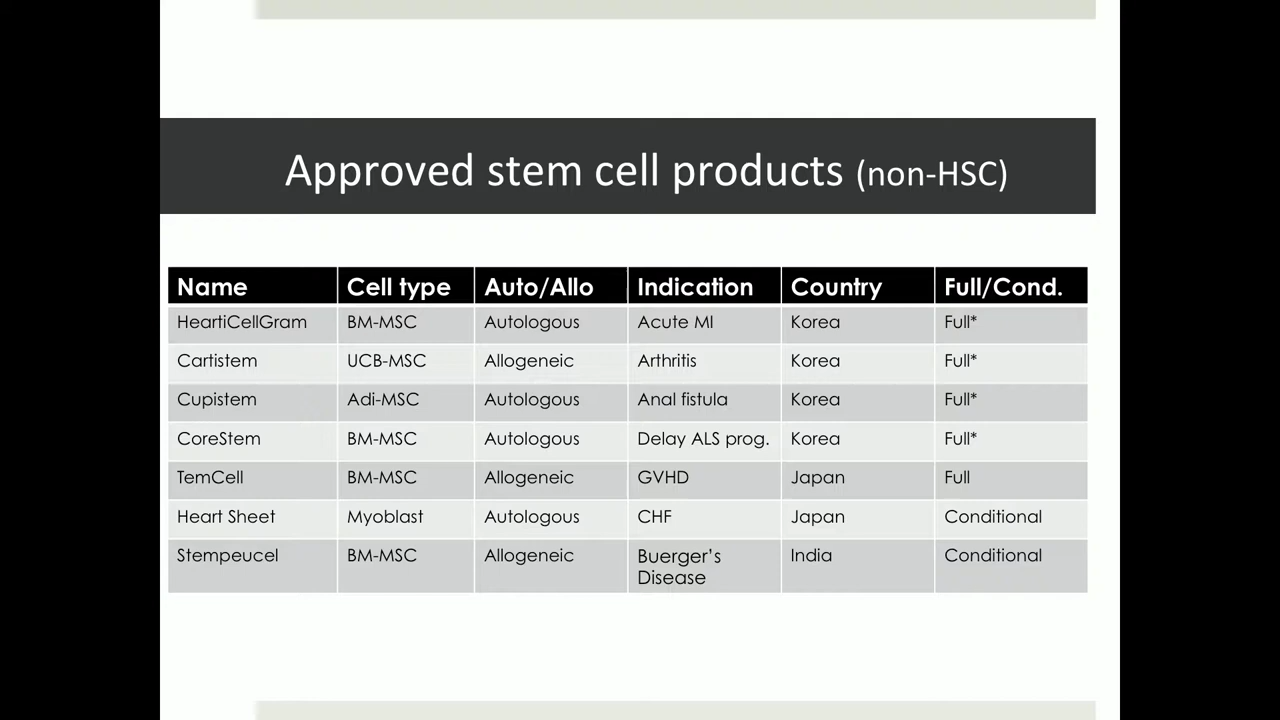 Approved stem cell products (non-HSC)
Name Cell type Auto/Allo Indication Country Full/Cond.
HeartiCellGram BM-MSC Autologous Acute MI Korea Full*
Cartistem UCB-MSC Allogeneic Arthritis Korea Full*
Cupistem Adi-MSC Autologous Anal fistula Korea Full*
CoreStem BM-MSC Autologous Delay ALS prog. Korea Full*
TemCell BM-MSC Allogeneic GVHD Japan Full
Heart Sheet Myoblast Autologous CHF Japan Conditional
Stempeucel BM-MSC Allogeneic Buerger's India Conditional
Disease